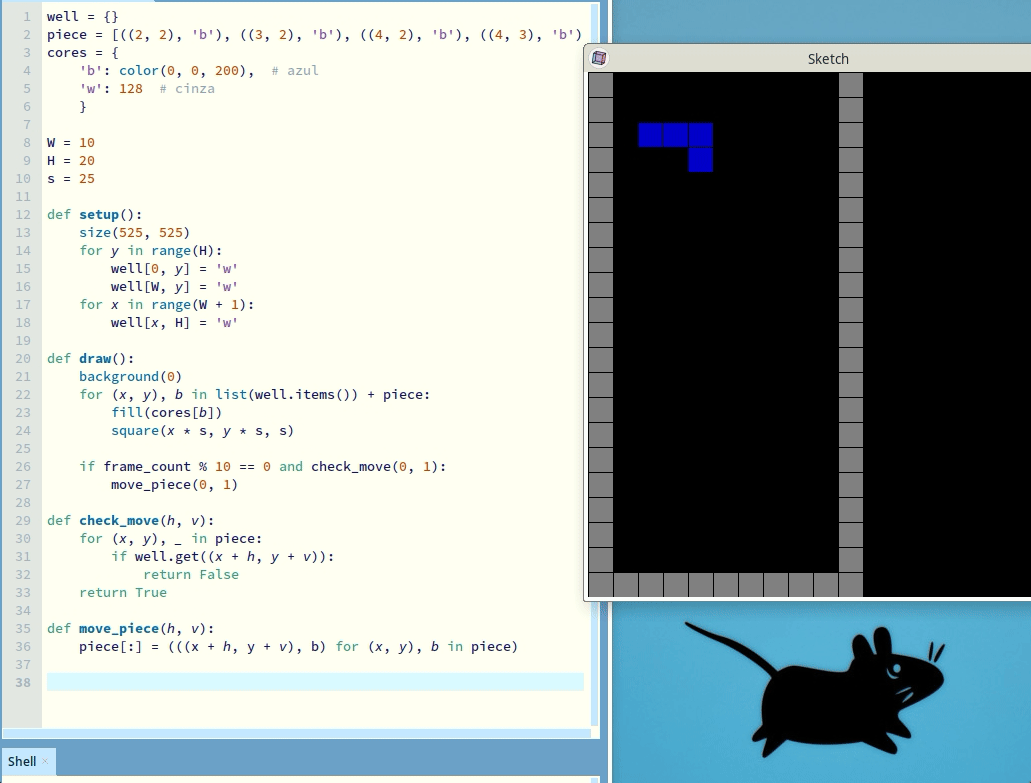 1 well = {}
2 piece = [((2, 2), 'b'), ((3, 2), 'b'), ((4, 2), 'b'), ((4, 3), 'b')
3 cores = {
4     'b': color(0, 0, 200),  # azul
5     'w': 128  # cinza
6     }
7
8 W = 10
9 H = 20
10 s = 25
11
12 def setup():
13     size(525, 525)
14     for y in range(H):
15         well[0, y] = 'w'
16         well[W, y] = 'w'
17     for x in range(W + 1):
18         well[x, H] = 'w'
19
20 def draw():
21     background(0)
22     for (x, y), b in list(well.items()) + piece:
23         fill(cores[b])
24         square(x * s, y * s, s)
25
26     if frame_count % 10 == 0 and check_move(0, 1):
27         move_piece(0, 1)
28
29 def check_move(h, v):
30     for (x, y), _ in piece:
31         if well.get((x + h, y + v)):
32             return False
33     return True
34
35 def move_piece(h, v):
36     piece[:] = (((x + h, y + v), b) for (x, y), b in piece)
37
38
Sketch
Shell ×